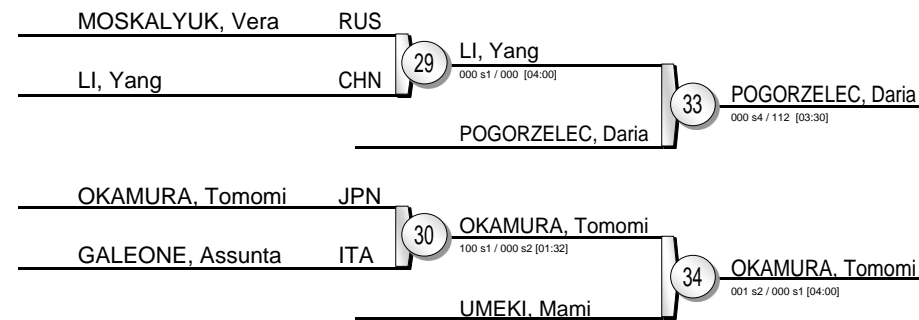 MOSKALYUK, Vera RUS
LI, Yang CHN
29
LI, Yang
000 s1 / 000 [04:00]
POGORZELEC, Daria
33
POGORZELEC, Daria
000 s4 / 112 [03:30]
OKAMURA, Tomomi JPN
GALEONE, Assunta ITA
30
OKAMURA, Tomomi
100 s1 / 000 s2 [01:32]
UMEKI, Mami
34
OKAMURA, Tomomi
001 s2 / 000 s1 [04:00]